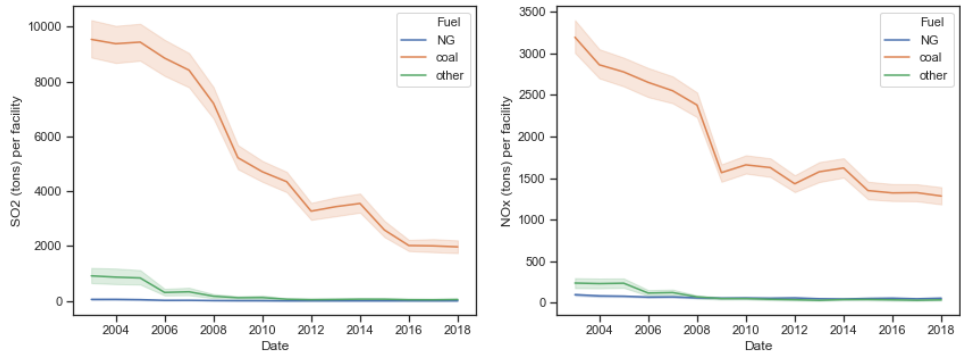 SO2 (tons) per facility
10000
8000
6000
4000
2000
0
2004
2006
2008
2010
2012
2014
2016
2018
Date
Fuel
NG
coal
other
NOx (tons) per facility
3500
3000
2500
2000
1500
1000
500
0
2004
2006
2008
2010
2012
2014
2016
2018
Date
Fuel
NG
coal
other